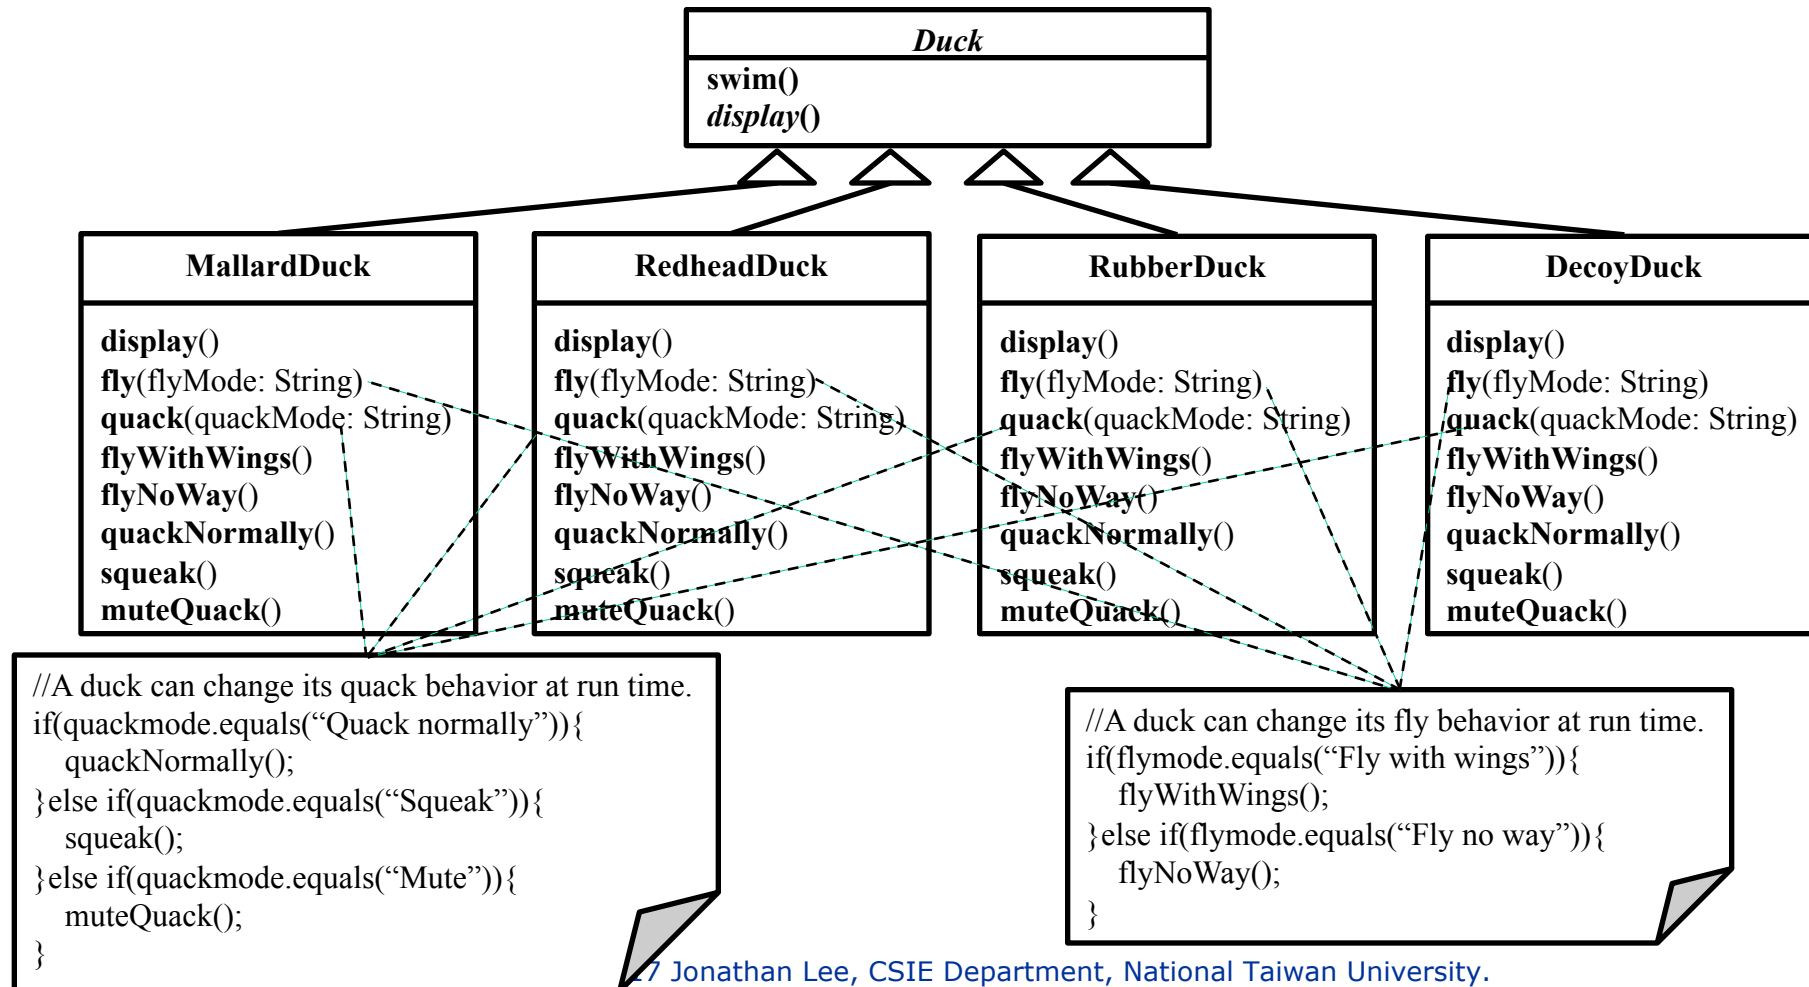 Duck
swim()
display()
MallardDuck
display()
fly(flyMode: String)
quack(quackMode: String)
flyWithWings()
flyNoWay()
quackNormally()
squeak()
muteQuack()
RedheadDuck
display()
fly(flyMode: String)
quack(quackMode: String)
flyWithWings()
flyNoWay()
quackNormally()
squeak()
muteQuack()
RubberDuck
display()
fly(flyMode: String)
quack(quackMode: String)
flyWithWings()
flyNoWay()
quackNormally()
squeak()
muteQuack()
DecoyDuck
display()
fly(flyMode: String)
quack(quackMode: String)
flyWithWings()
flyNoWay()
quackNormally()
squeak()
muteQuack()
//A duck can change its quack behavior at run time.
if(quackmode.equals(“Quack normally”)){
quackNormally();
}else if(quackmode.equals(“Squeak”)){
squeak();
}else if(quackmode.equals(“Mute”)){
muteQuack();
}
//A duck can change its fly behavior at run time.
if(flymode.equals(“Fly with wings”)){
flyWithWings();
}else if(flymode.equals(“Fly no way”)){
flyNoWay();
}
7 Jonathan Lee, CSIE Department, National Taiwan University.